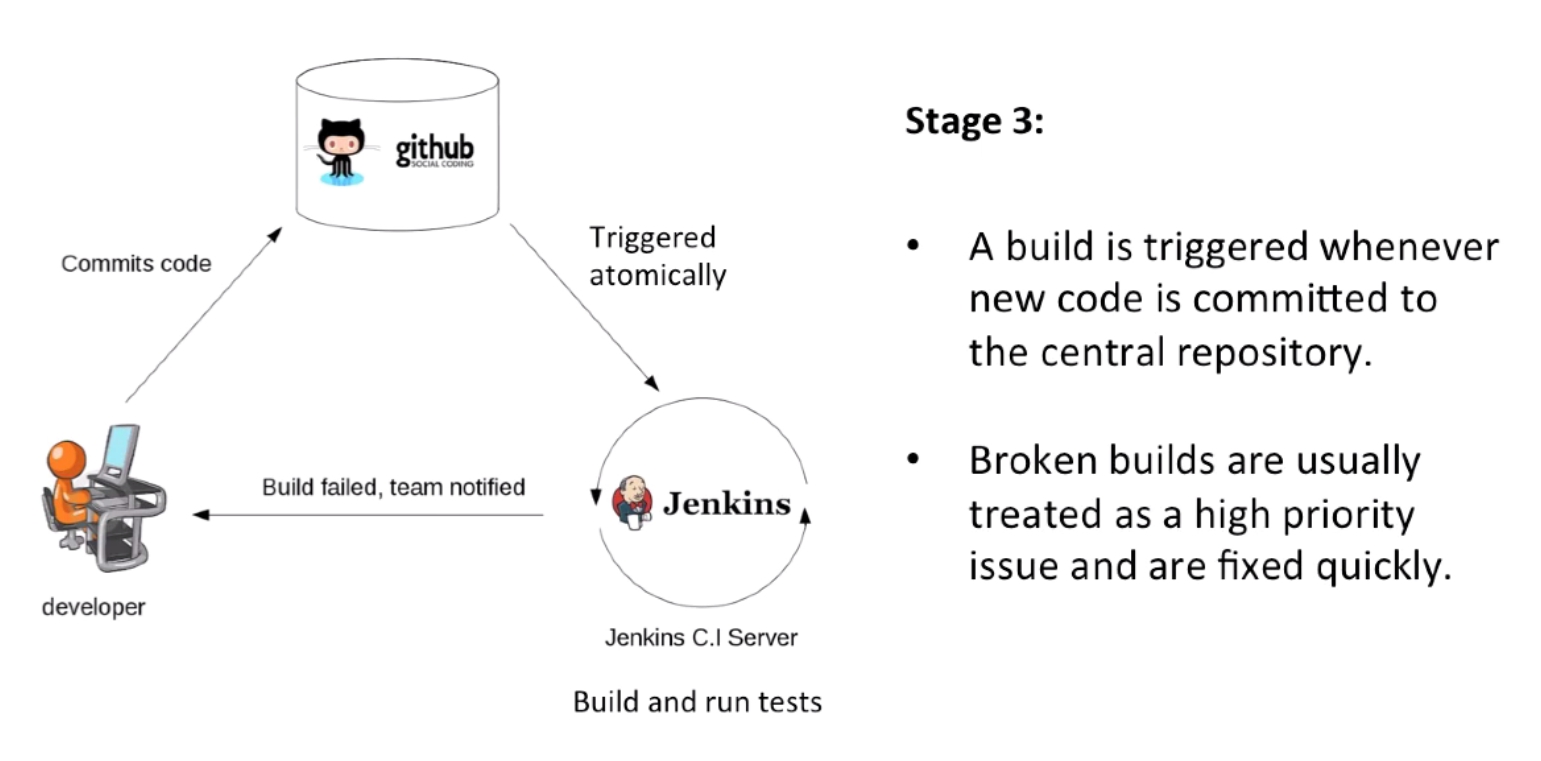 github
SOCIAL CODING
Stage 3:
Triggered
atomically
Commits code
• A build is triggered whenever
new code is committed to
the central repository.
• Broken builds are usually
treated as a high priority
issue and are fixed quickly.
Build failed, team notified
Jenkins
developer
Jenkins C.I Server
Build and run tests